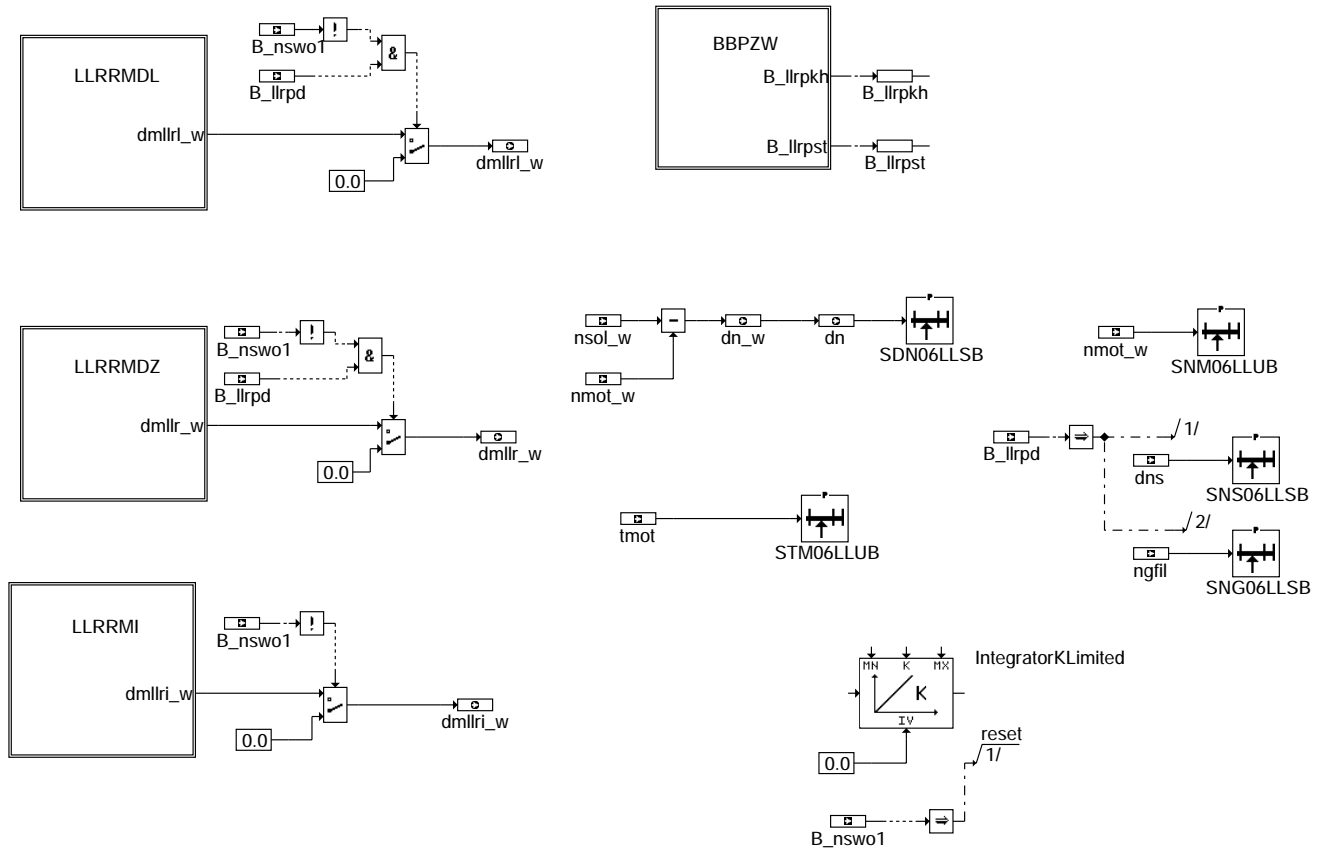 LLRRMDL
B_nswo1
!
&
B_llrpd
dmllrl_w
dmllrl_w
0.0
BBPZW
B_llrpkh
B_llrpkh
B_llrpst
B_llrpst
LLRRMDZ
B_nswo1
!
&
B_llrpd
dmllr_w
dmllr_w
0.0
nsol_w
−
dn_w
dn
P
SDN06LLSB
nmot_w
nmot_w
P
SNM06LLUB
B_llrpd
⇒
/1/
dns
P
SNS06LLSB
/2/
ngfil
P
SNG06LLSB
tmot
P
STM06LLUB
LLRRMI
B_nswo1
!
dmllri_w
dmllri_w
0.0
MN K MX
K
IV
IntegratorKLimited
0.0
reset
1/
B_nswo1
⇒